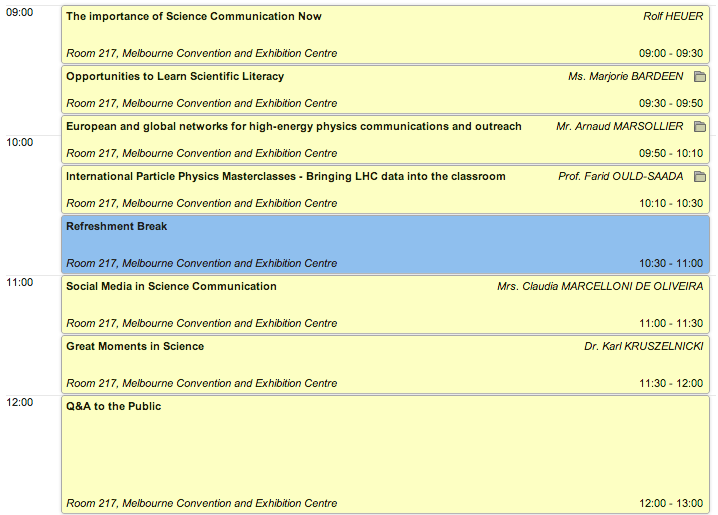 09:00
The importance of Science Communication Now Rolf HEUER
Room 217, Melbourne Convention and Exhibition Centre 09:00 - 09:30
Opportunities to Learn Scientific Literacy Ms. Marjorie BARDEEN
Room 217, Melbourne Convention and Exhibition Centre 09:30 - 09:50
European and global networks for high-energy physics communications and outreach Mr. Arnaud MARSOLLIER
10:00
Room 217, Melbourne Convention and Exhibition Centre 09:50 - 10:10
International Particle Physics Masterclasses - Bringing LHC data into the classroom Prof. Farid OULD-SAADA
Room 217, Melbourne Convention and Exhibition Centre 10:10 - 10:30
Refreshment Break
Room 217, Melbourne Convention and Exhibition Centre 10:30 - 11:00
11:00
Social Media in Science Communication Mrs. Claudia MARCELLONI DE OLIVEIRA
Room 217, Melbourne Convention and Exhibition Centre 11:00 - 11:30
Great Moments in Science Dr. Karl KRUSZELNICKI
Room 217, Melbourne Convention and Exhibition Centre 11:30 - 12:00
12:00
Q&A to the Public
Room 217, Melbourne Convention and Exhibition Centre 12:00 - 13:00